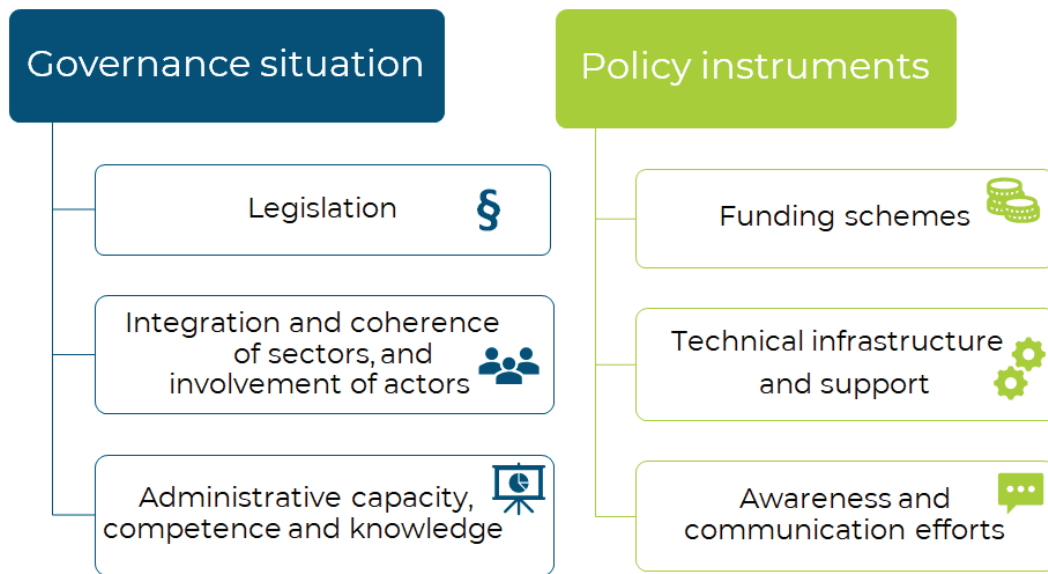 Governance situation
Legislation
§
Integration and coherence
of sectors, and
involvement of actors
Administrative capacity,
competence and knowledge
Policy instruments
Funding schemes
Technical infrastructure
and support
Awareness and
communication efforts